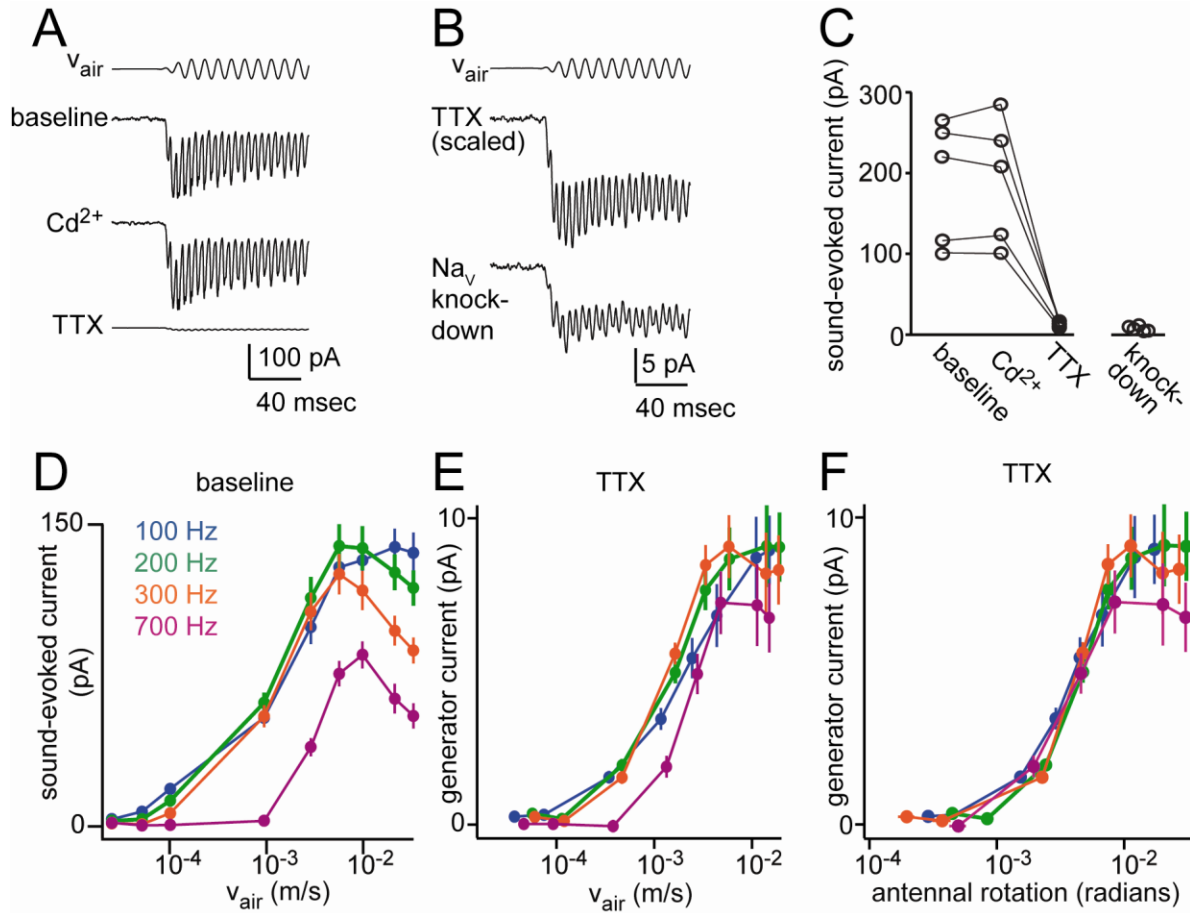 A
v_air
baseline
Cd²⁺
TTX
100 pA
40 msec
B
v_air
TTX
(scaled)
Na_V
knock-
down
5 pA
40 msec
C
sound-evoked current (pA)
300
200
100
0
baseline
Cd²⁺
TTX
knock-
down
D
baseline
sound-evoked current
(pA)
150
0
100 Hz
200 Hz
300 Hz
700 Hz
10⁻⁴
10⁻³
10⁻²
v_air (m/s)
E
TTX
generator current (pA)
10
0
10⁻⁴
10⁻³
10⁻²
v_air (m/s)
F
TTX
generator current (pA)
10
0
10⁻⁴
10⁻³
10⁻²
antennal rotation (radians)